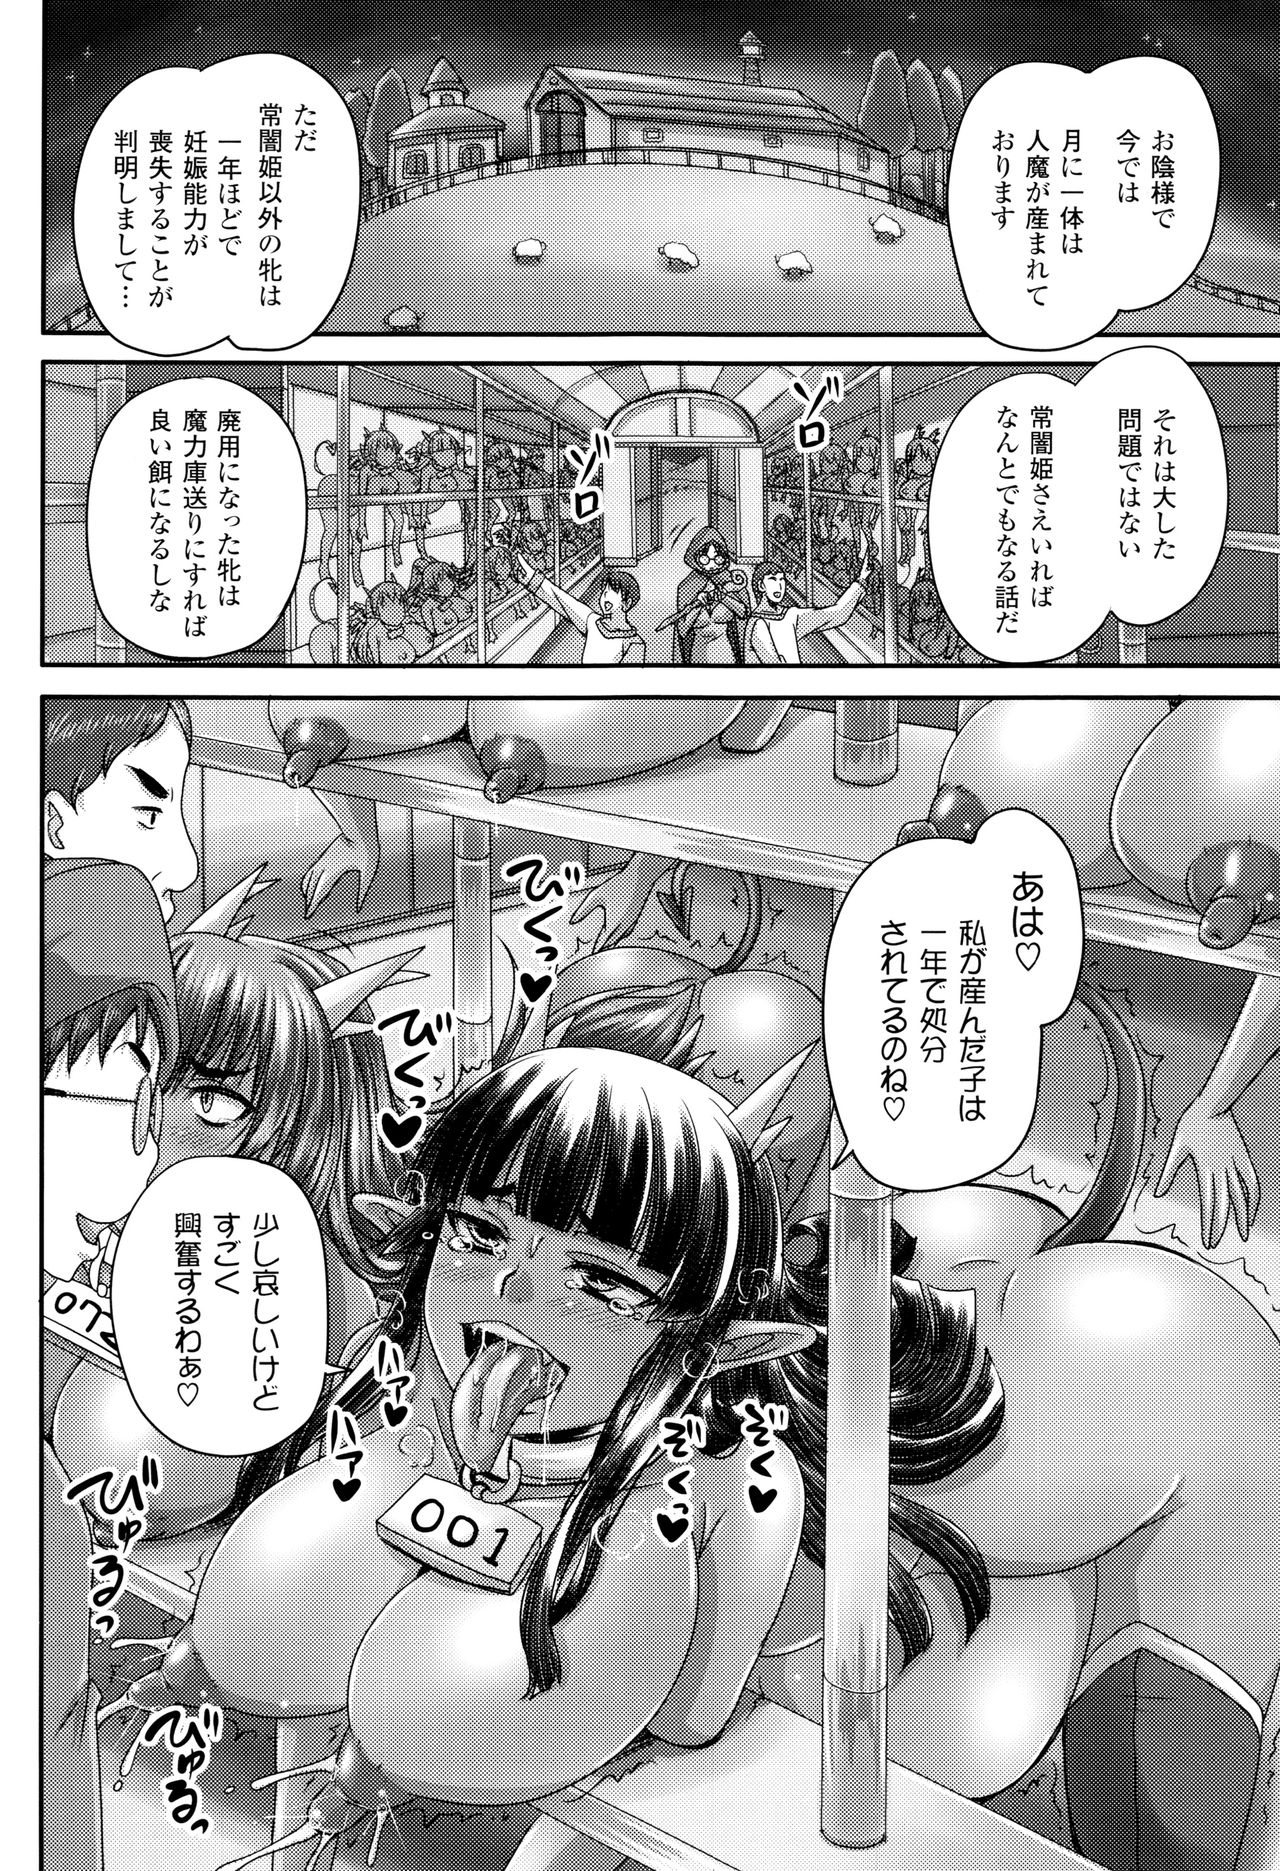 お陰様で
今では
月に一体は
人魔が産まれて
おります
ただ
常闇姫以外の牝は
一年ほどで
妊娠能力が
喪失することが
判明しまして…
それは大した
問題ではない
常闇姫さえいれば
なんとでもなる話だ
ゾロ
ゾロ
廃用になった牝は
魔力庫送りにすれば
良い餌になるしな
あは♡
私が産んだ子は
一年で処分
されてるのね♡
びくっ♥
びくっ♥
少し哀しいけど
すごく
興奮するわぁ♡
ハァ♥
ハァ♥
ぞくっ♥
ぞくっ♥
072
001
びゅるるっ
びゅるるっ